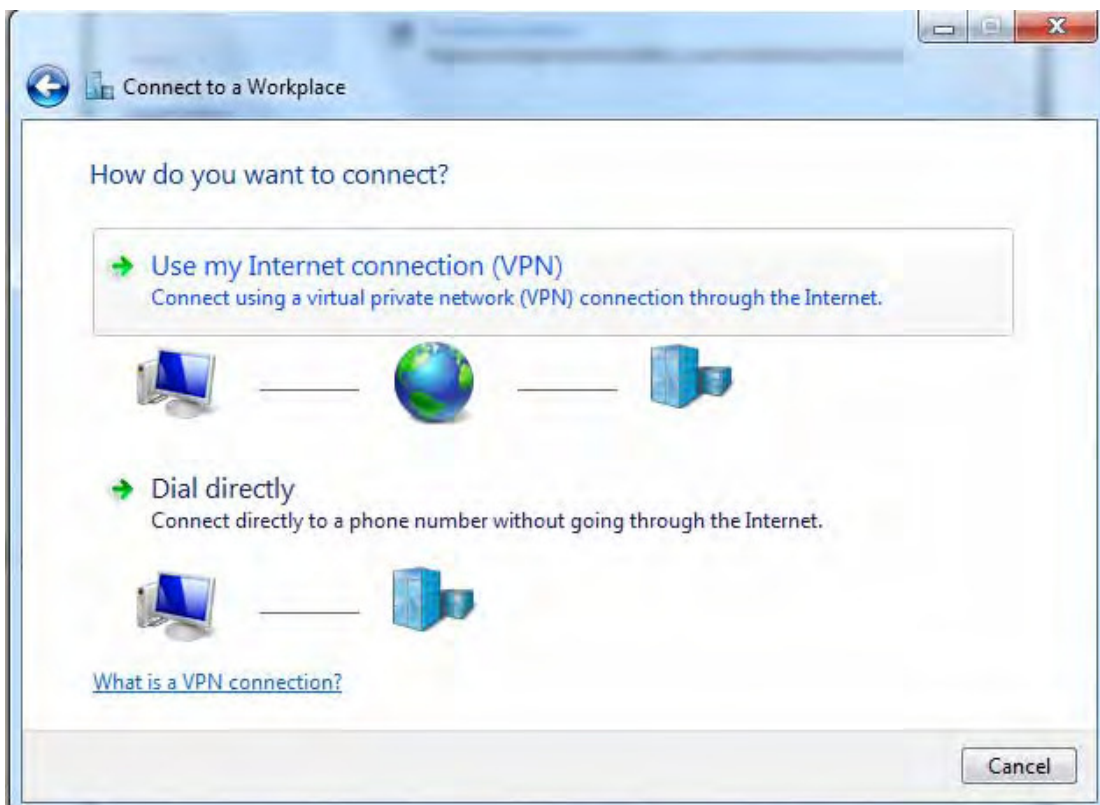 Connect to a Workplace
How do you want to connect?
Use my Internet connection (VPN)
Connect using a virtual private network (VPN) connection through the Internet.
Dial directly
Connect directly to a phone number without going through the Internet.
What is a VPN connection?
Cancel